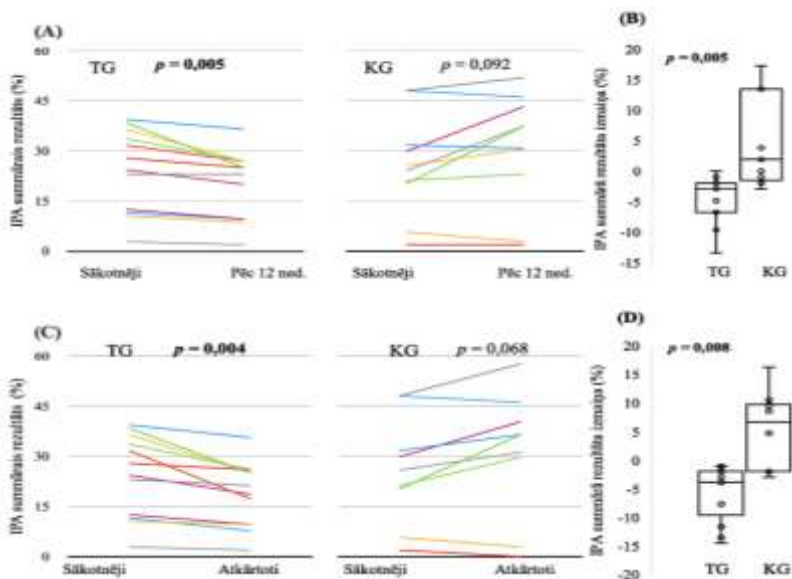 (A)
TG p = 0,005
KG p = 0,092
IPA summārais rezultāts (%)
60
45
30
15
0
Sākotnēji Pēc 12 ned.
Sākotnēji Pēc 12 ned.
(B)
p = 0,005
IPA summārā rezultāta izmaiņa (%)
20
15
10
5
0
-5
-10
-15
TG KG
(C)
TG p = 0,004
KG p = 0,068
IPA summārais rezultāts (%)
60
45
30
15
0
Sākotnēji Atkārtoti
Sākotnēji Atkārtoti
(D)
p = 0,008
IPA summārā rezultāta izmaiņa (%)
20
15
10
5
0
-5
-10
-15
-20
TG KG